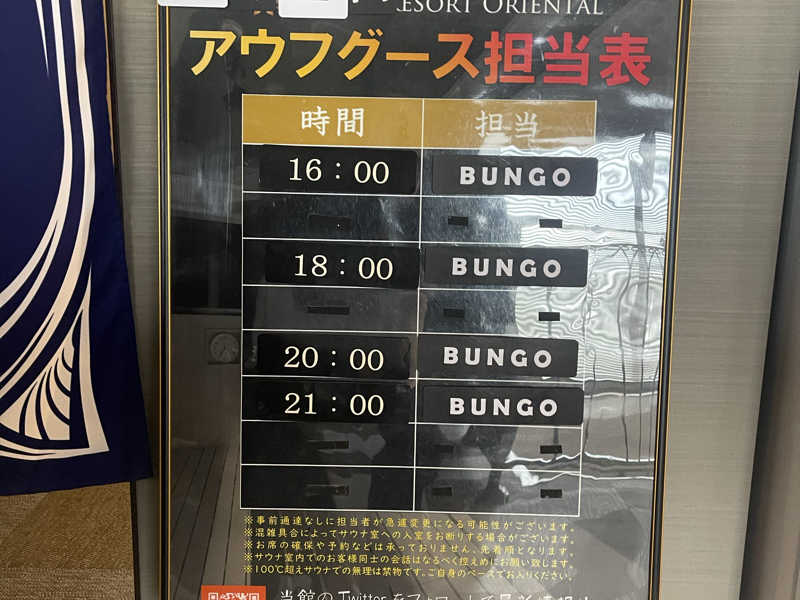 RESORT ORIENTAL
アウフグース担当表
時間 担当
16：00 BUNGO
18：00 BUNGO
20：00 BUNGO
21：00 BUNGO
※事前通達なしに担当者が急遽変更になる可能性がございます。
※混雑具合によってサウナ室への入室をお断りする場合がございます。
※お席の確保や予約などは承っておりません、先着順となります。
※サウナ室内でのお客様同士の会話はなるべく控えめにお願い致します。
※100℃超えサウナでの無理は禁物です。ご自身のペースでお入りください。
当館のTwitterをフォローして最新情報